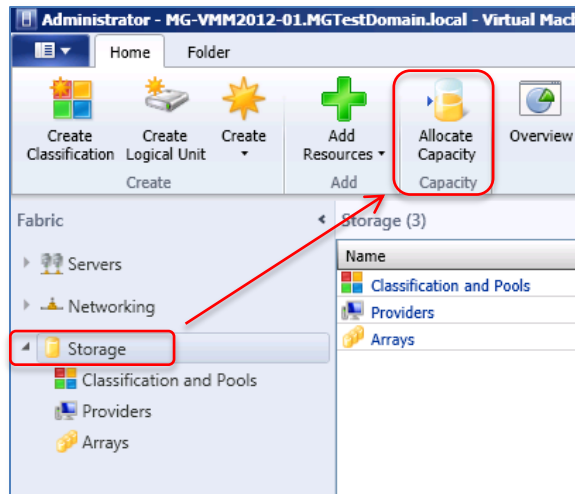 Administrator - MG-VMM2012-01.MGTestDomain.local - Virtual Mach
Home Folder
Create Classification
Create Logical Unit
Create
Add Resources
Allocate Capacity
Overview
Create Add Capacity
Fabric
Storage (3)
Servers
Networking
Storage
Classification and Pools
Providers
Arrays
Name
Classification and Pools
Providers
Arrays